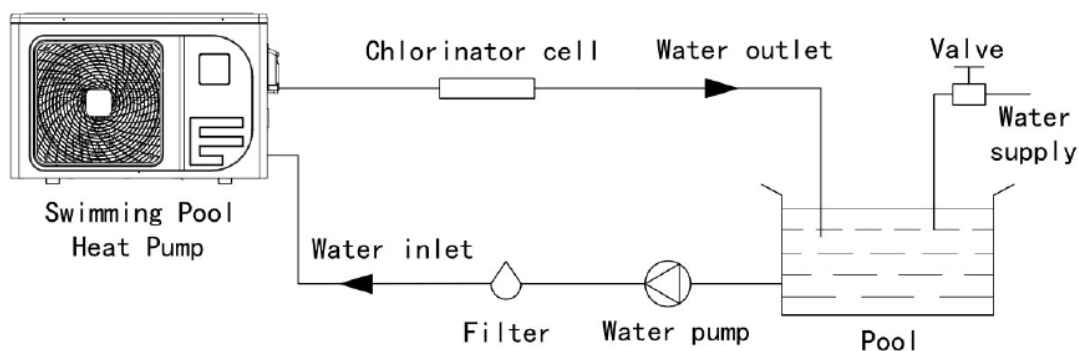 Chlorinator cell
Water outlet
Valve
Water
supply
Swimming Pool
Heat Pump
Water inlet
Filter
Water pump
Pool